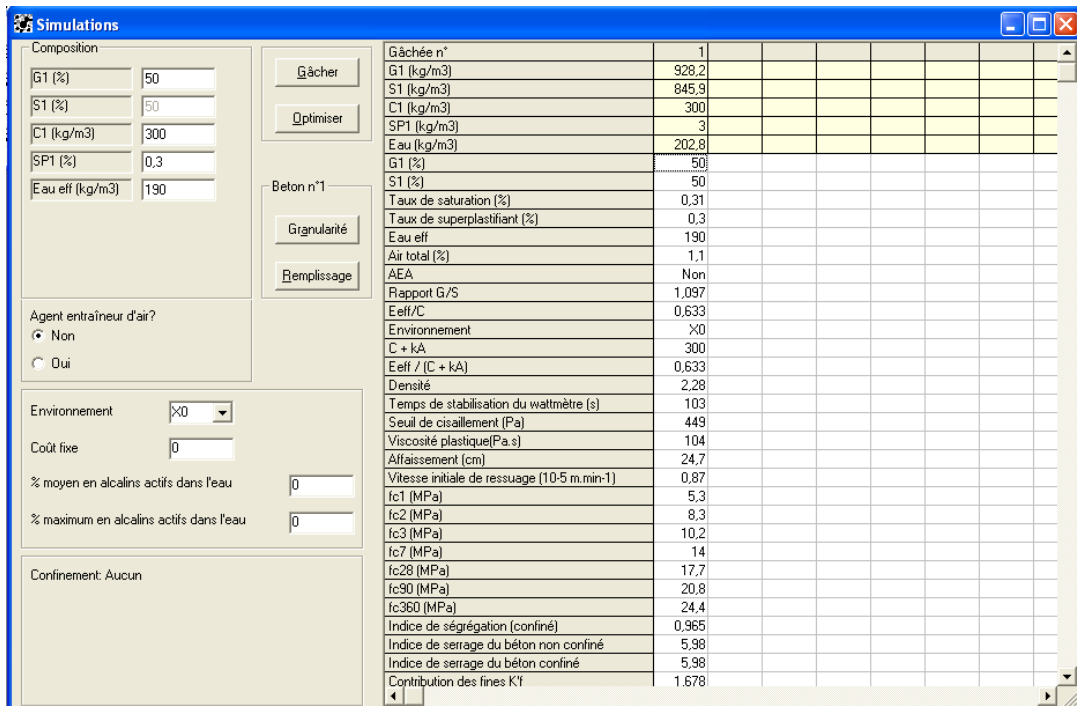 Simulations
Composition
G1 (%) 50
S1 (%) 50
C1 (kg/m3) 300
SP1 (%) 0,3
Eau eff (kg/m3) 190
Gâcher
Optimiser
Beton n°1
Granularité
Remplissage
Agent entraîneur d'air?
Non
Oui
Environnement X0
Coût fixe 0
% moyen en alcalins actifs dans l'eau 0
% maximum en alcalins actifs dans l'eau 0
Confinement: Aucun
Gâchée n° 1
G1 (kg/m3) 928,2
S1 (kg/m3) 845,9
C1 (kg/m3) 300
SP1 (kg/m3) 3
Eau (kg/m3) 202,8
G1 (%) 50
S1 (%) 50
Taux de saturation (%) 0,31
Taux de superplastifiant (%) 0,3
Eau eff 190
Air total (%) 1,1
AEA Non
Rapport G/S 1,097
Eeff/C 0,633
Environnement X0
C + kA 300
Eeff / (C + kA) 0,633
Densité 2,28
Temps de stabilisation du wattmètre (s) 103
Seuil de cisaillement (Pa) 449
Viscosité plastique(Pa.s) 104
Affaissement (cm) 24,7
Vitesse initiale de ressuage (10-5 m.min-1) 0,87
fc1 (MPa) 5,3
fc2 (MPa) 8,3
fc3 (MPa) 10,2
fc7 (MPa) 14
fc28 (MPa) 17,7
fc90 (MPa) 20,8
fc360 (MPa) 24,4
Indice de ségrégation (confiné) 0,965
Indice de serrage du béton non confiné 5,98
Indice de serrage du béton confiné 5,98
Contribution des fines K'f 1,678